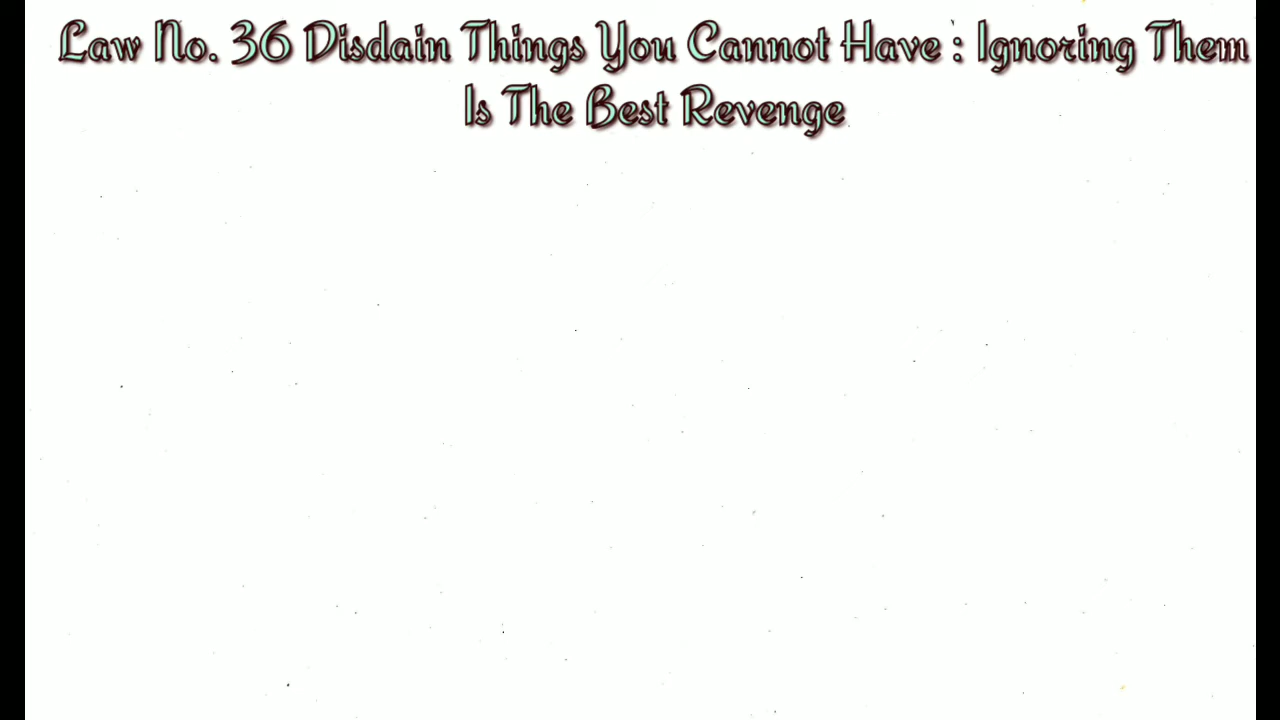 Law No. 36 Disdain Things You Cannot Have : Ignoring Them
Is The Best Revenge